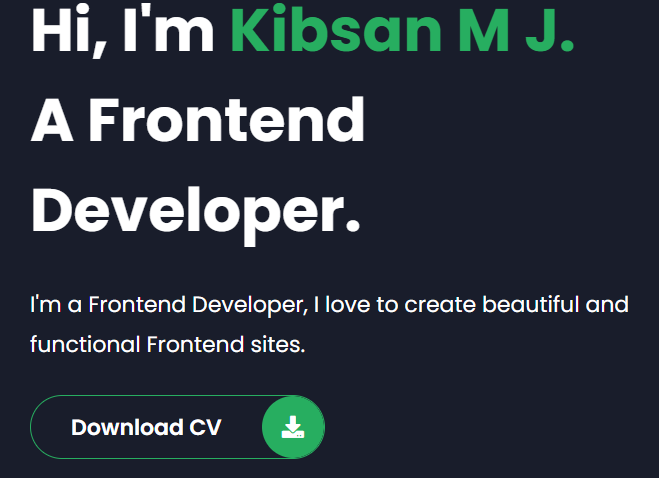 Hi, I'm Kibsan M J.
A Frontend
Developer.
I'm a Frontend Developer, I love to create beautiful and
functional Frontend sites.
Download CV